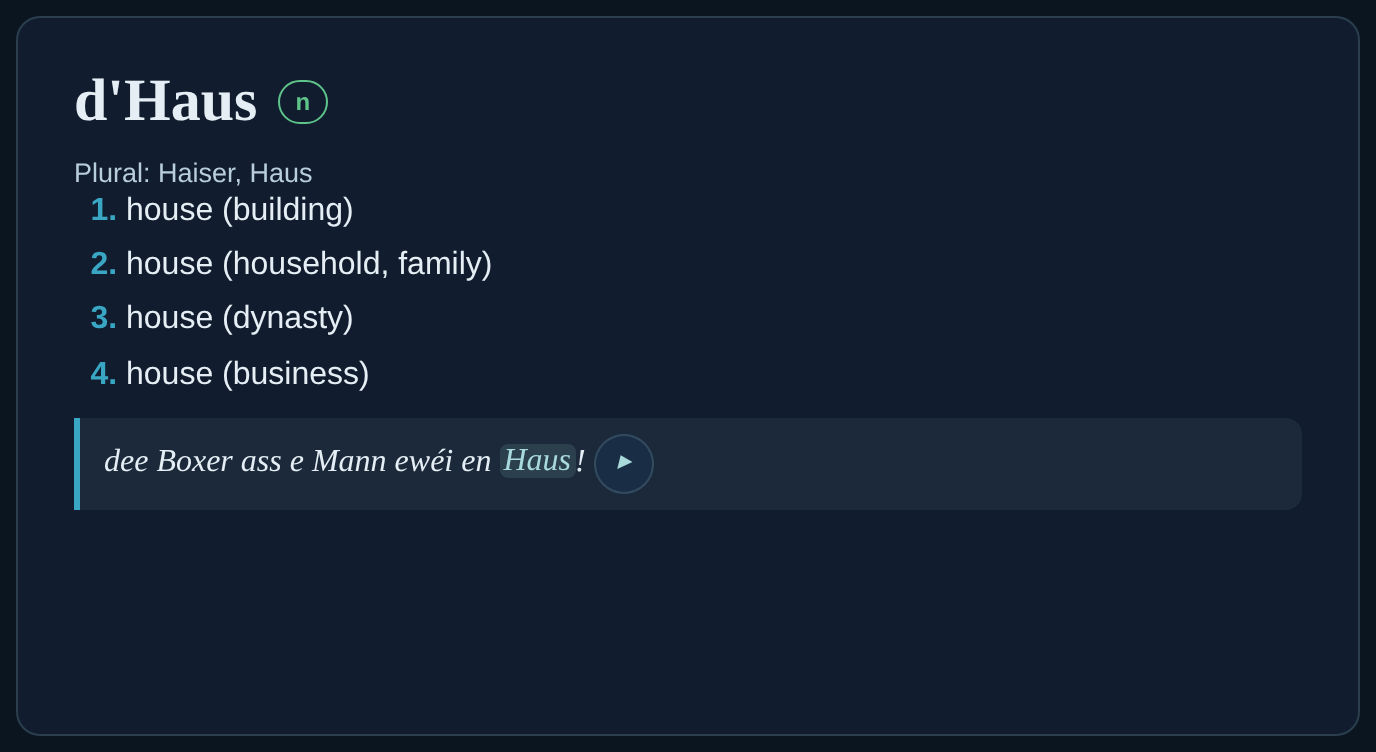 d'Haus n
Plural: Haiser, Haus
1. house (building)
2. house (household, family)
3. house (dynasty)
4. house (business)
dee Boxer ass e Mann ewéi en Haus!